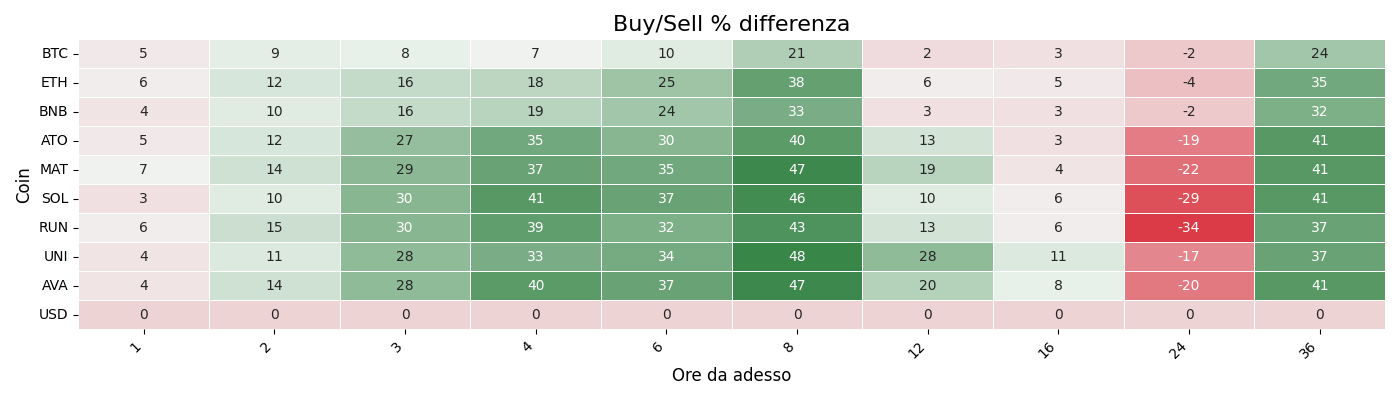 Buy/Sell % differenza
Coin
BTC 5 9 8 7 10 21 2 3 -2 24
ETH 6 12 16 18 25 38 6 5 -4 35
BNB 4 10 16 19 24 33 3 3 -2 32
ATO 5 12 27 35 30 40 13 3 -19 41
MAT 7 14 29 37 35 47 19 4 -22 41
SOL 3 10 30 41 37 46 10 6 -29 41
RUN 6 15 30 39 32 43 13 6 -34 37
UNI 4 11 28 33 34 48 28 11 -17 37
AVA 4 14 28 40 37 47 20 8 -20 41
USD 0 0 0 0 0 0 0 0 0 0
1 2 3 4 6 8 12 16 24 36
Ore da adesso